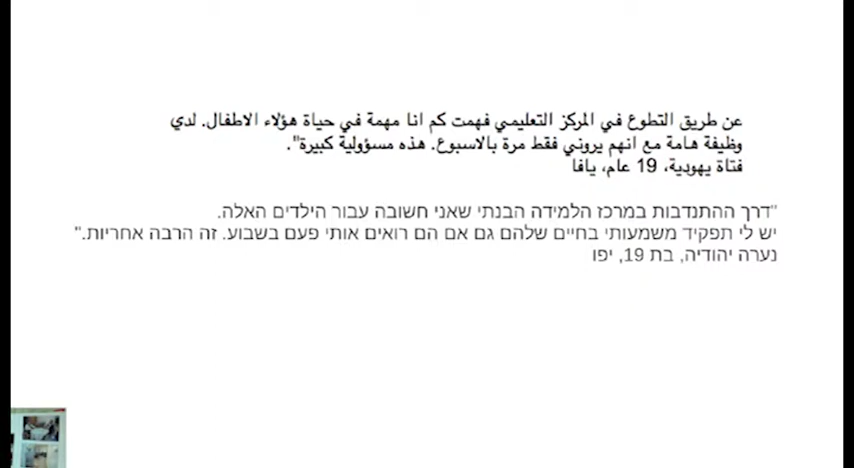 عن طريق التطوع في المركز التعليمي فهمت كم انا مهمة في حياة هؤلاء الاطفال. لدي
وظيفة هامة مع انهم يروني فقط مرة بالاسبوع. هذه مسؤولية كبيرة".
فتاة يهودية، 19 عام، يافا
"דרך ההתנדבות במרכז הלמידה הבנתי שאני חשובה עבור הילדים האלה.
יש לי תפקיד משמעותי בחיים שלהם גם אם הם רואים אותי פעם בשבוע. זה הרבה אחריות."
נערה יהודיה, בת 19, יפו